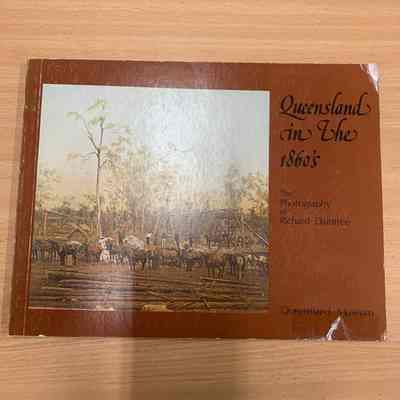 Queensland
in the
1860's
The
Photography
of
Richard Daintree
Queensland Museum